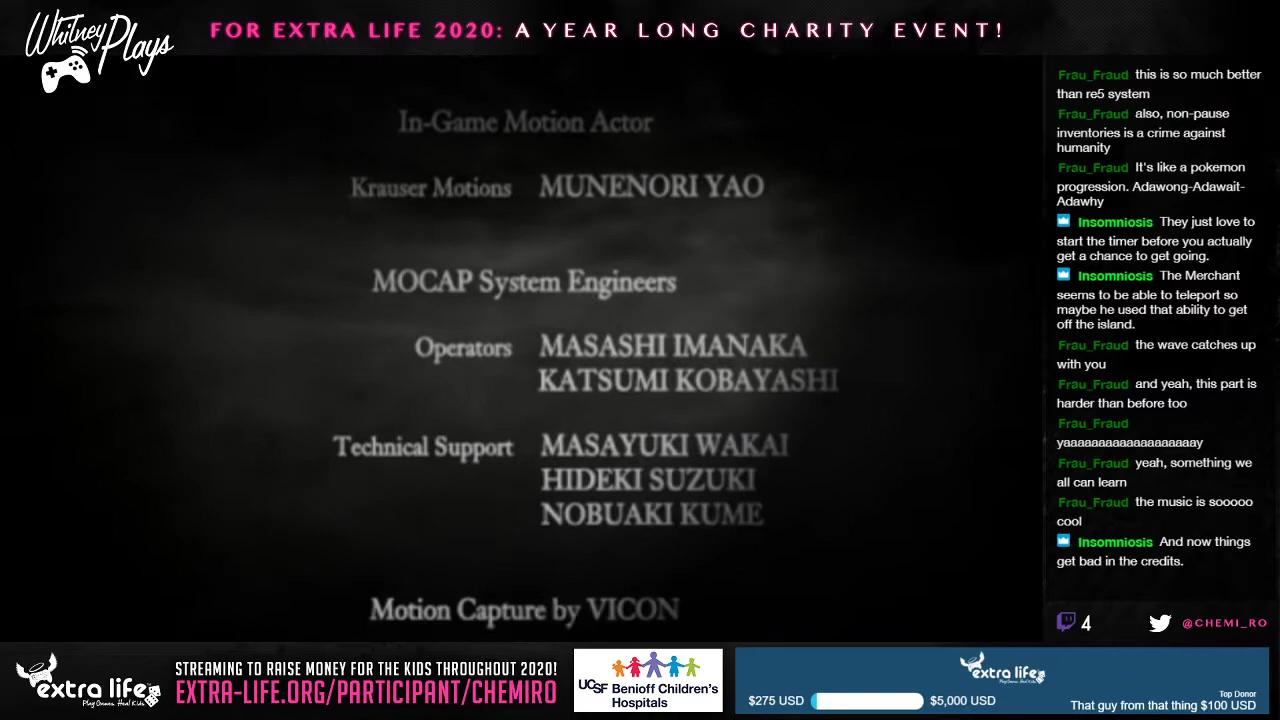 Whitney Plays
FOR EXTRA LIFE 2020: A YEAR LONG CHARITY EVENT!
In-Game Motion Actor
Krauser Motions MUNENORI YAO
MOCAP System Engineers
Operators MASASHI IMANAKA
KATSUMI KOBAYASHI
Technical Support MASAYUKI WAKAI
HIDEKI SUZUKI
NOBUAKI KUME
Motion Capture by VICON
Frau_Fraud this is so much better
than re5 system
Frau_Fraud also, non-pause
inventories is a crime against
humanity
Frau_Fraud It's like a pokemon
progression. Adawong-Adawait-
Adawhy
Insomniosis They just love to
start the timer before you actually
get a chance to get going.
Insomniosis The Merchant
seems to be able to teleport so
maybe he used that ability to get
off the island.
Frau_Fraud the wave catches up
with you
Frau_Fraud and yeah, this part is
harder than before too
Frau_Fraud
yaaaaaaaaaaaaaaaaaaay
Frau_Fraud yeah, something we
all can learn
Frau_Fraud the music is sooooo
cool
Insomniosis And now things
get bad in the credits.
4 @CHEMI_RO
extra life
Play Games. Heal Kids.
STREAMING TO RAISE MONEY FOR THE KIDS THROUGHOUT 2020!
EXTRA-LIFE.ORG/PARTICIPANT/CHEMIRO
UCSF Benioff Children's
Hospitals
extra life
$275 USD $5,000 USD
Top Donor
That guy from that thing $100 USD